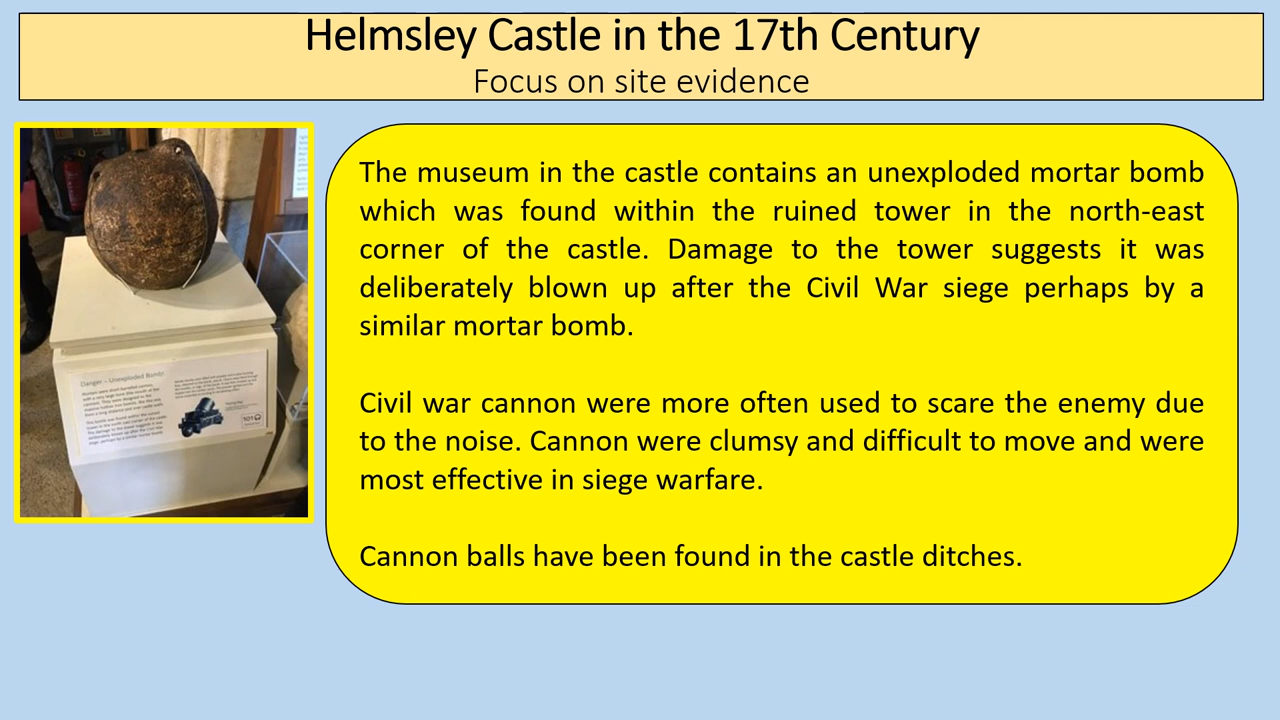 Helmsley Castle in the 17th Century
Focus on site evidence
The museum in the castle contains an unexploded mortar bomb
which was found within the ruined tower in the north-east
corner of the castle. Damage to the tower suggests it was
deliberately blown up after the Civil War siege perhaps by a
similar mortar bomb.
Civil war cannon were more often used to scare the enemy due
to the noise. Cannon were clumsy and difficult to move and were
most effective in siege warfare.
Cannon balls have been found in the castle ditches.
Danger – Unexploded Bomb!